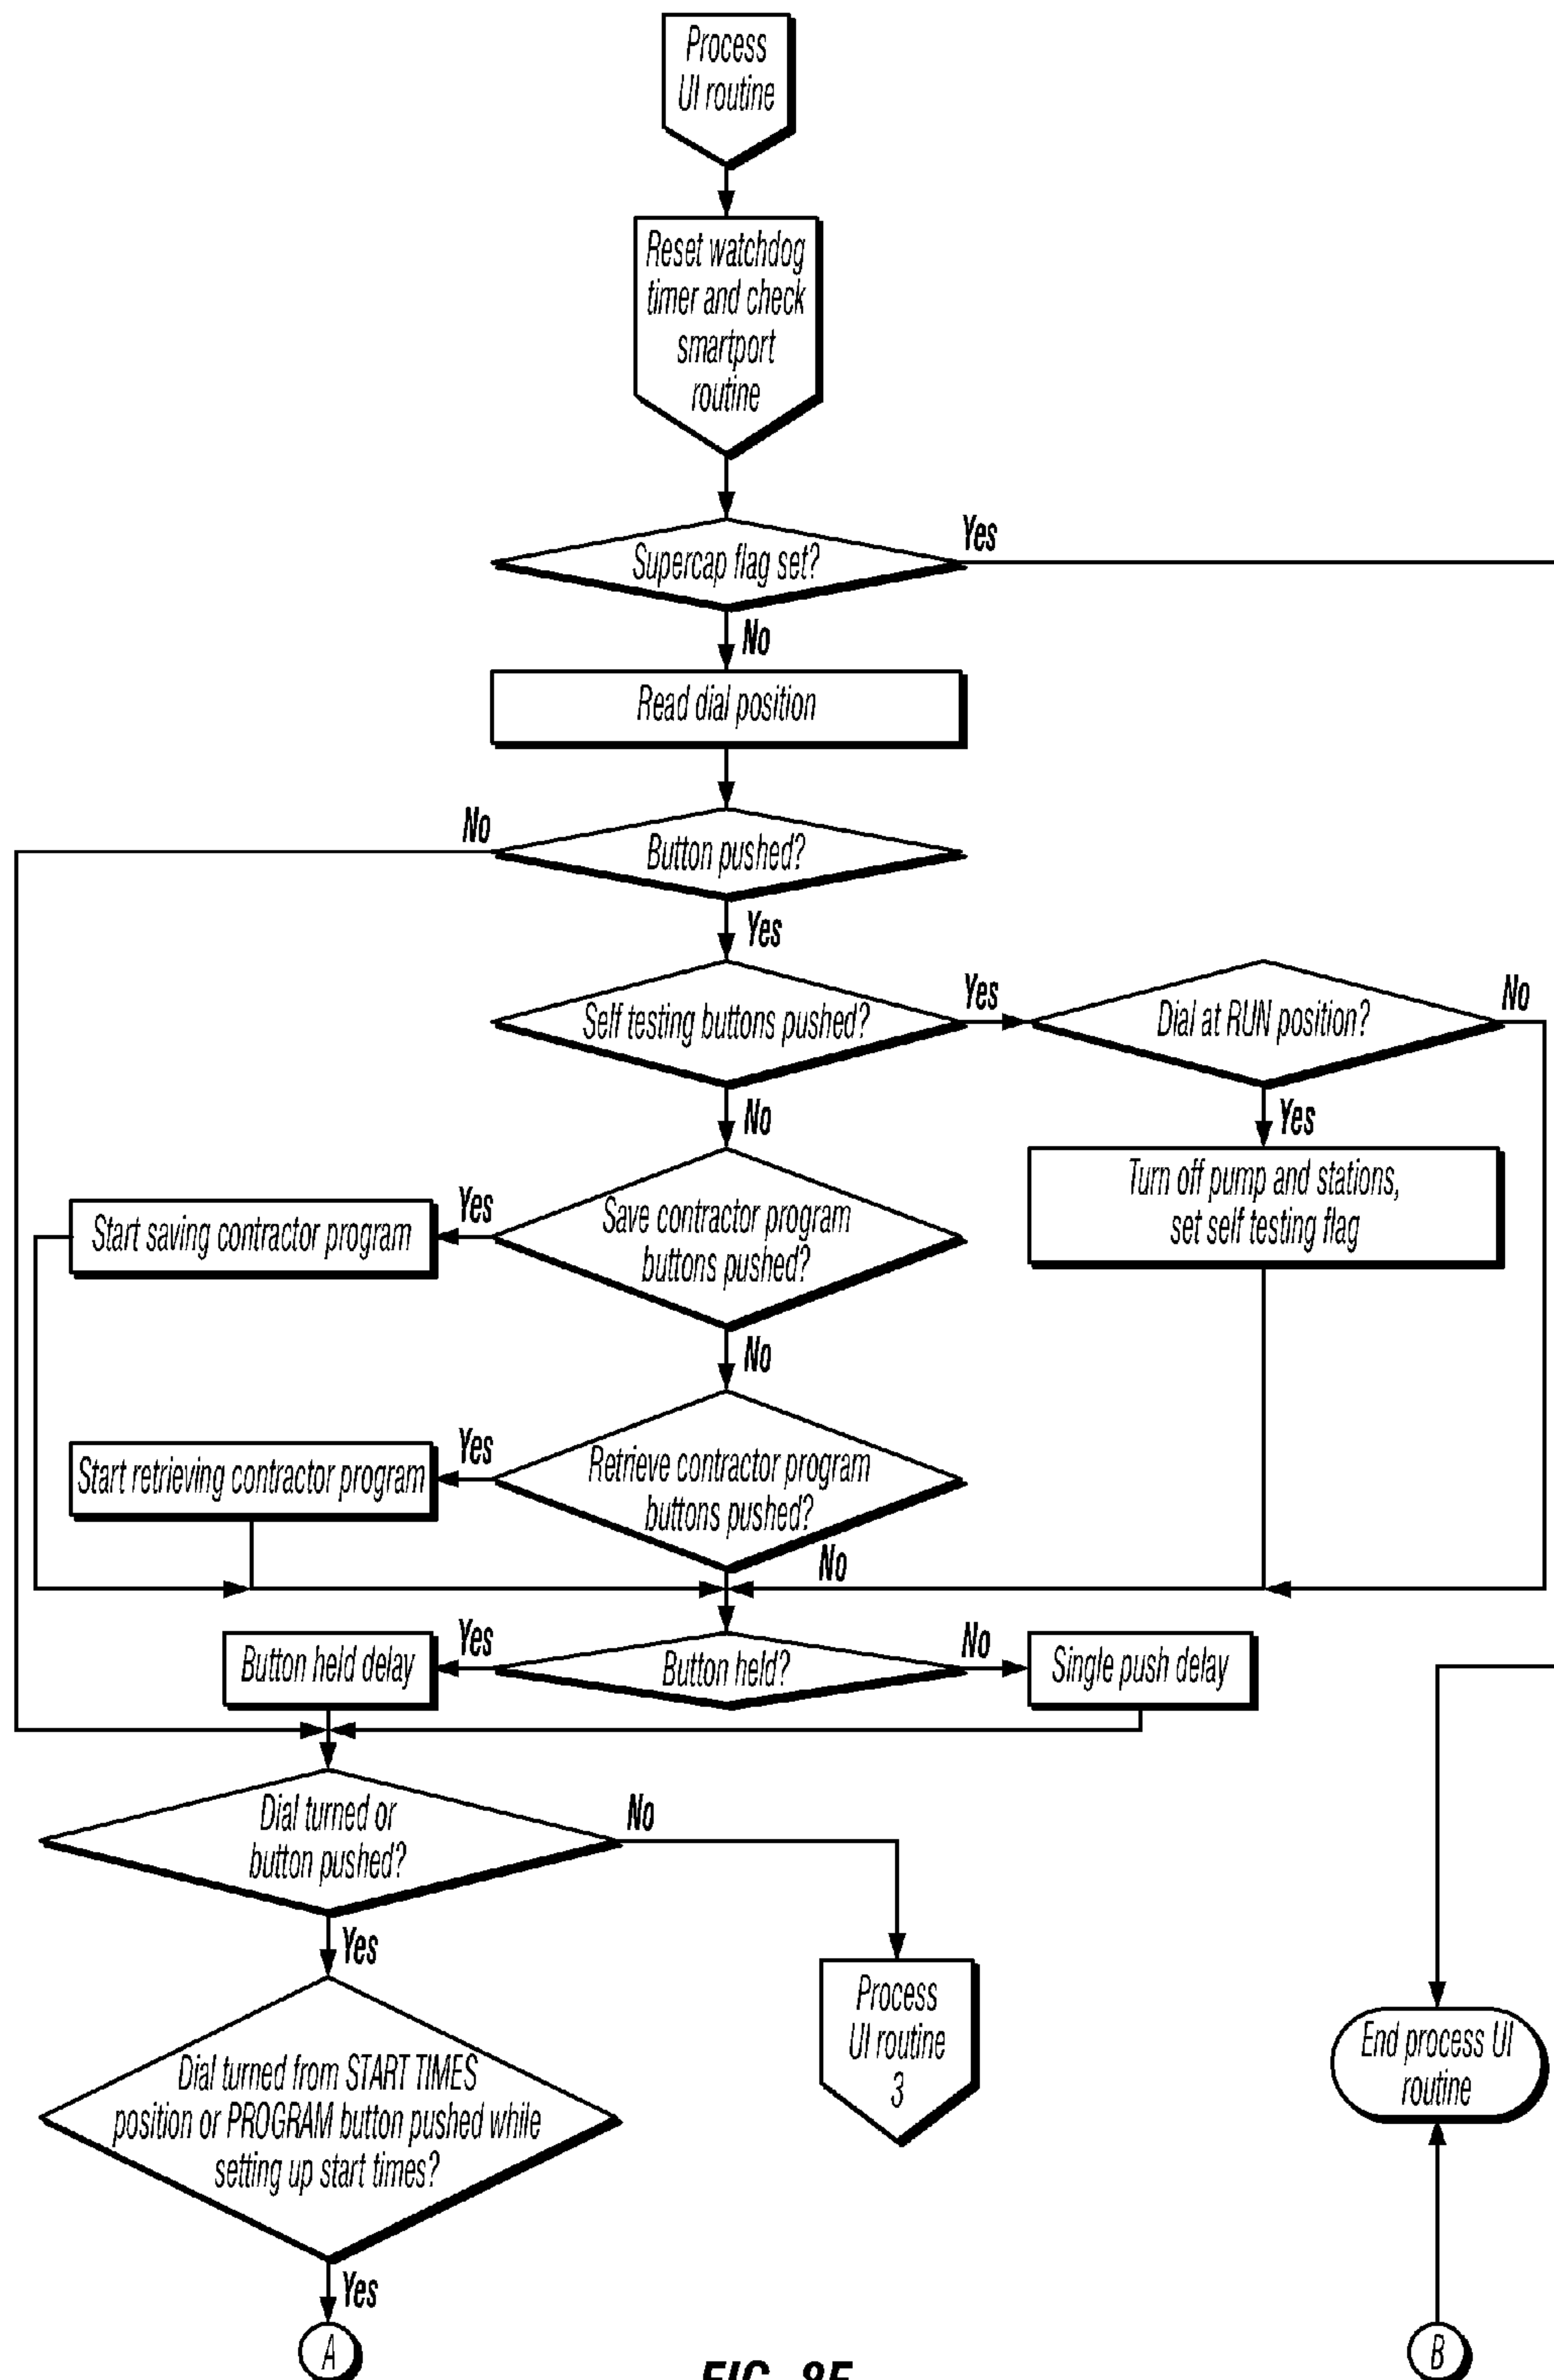 Process
UI routine
Reset watchdog
timer and check
smartport
routine
Supercap flag set?
Yes
No
Read dial position
No
Button pushed?
Yes
Self testing buttons pushed?
Yes
Dial at RUN position?
No
No
Yes
Turn off pump and stations,
set self testing flag
Start saving contractor program
Yes
Save contractor program
buttons pushed?
No
Start retrieving contractor program
Yes
Retrieve contractor program
buttons pushed?
No
Button held delay
Yes
Button held?
No
Single push delay
Dial turned or
button pushed?
No
Yes
Process
UI routine
3
Dial turned from START TIMES
position or PROGRAM button pushed while
setting up start times?
End process UI
routine
Yes
A
B